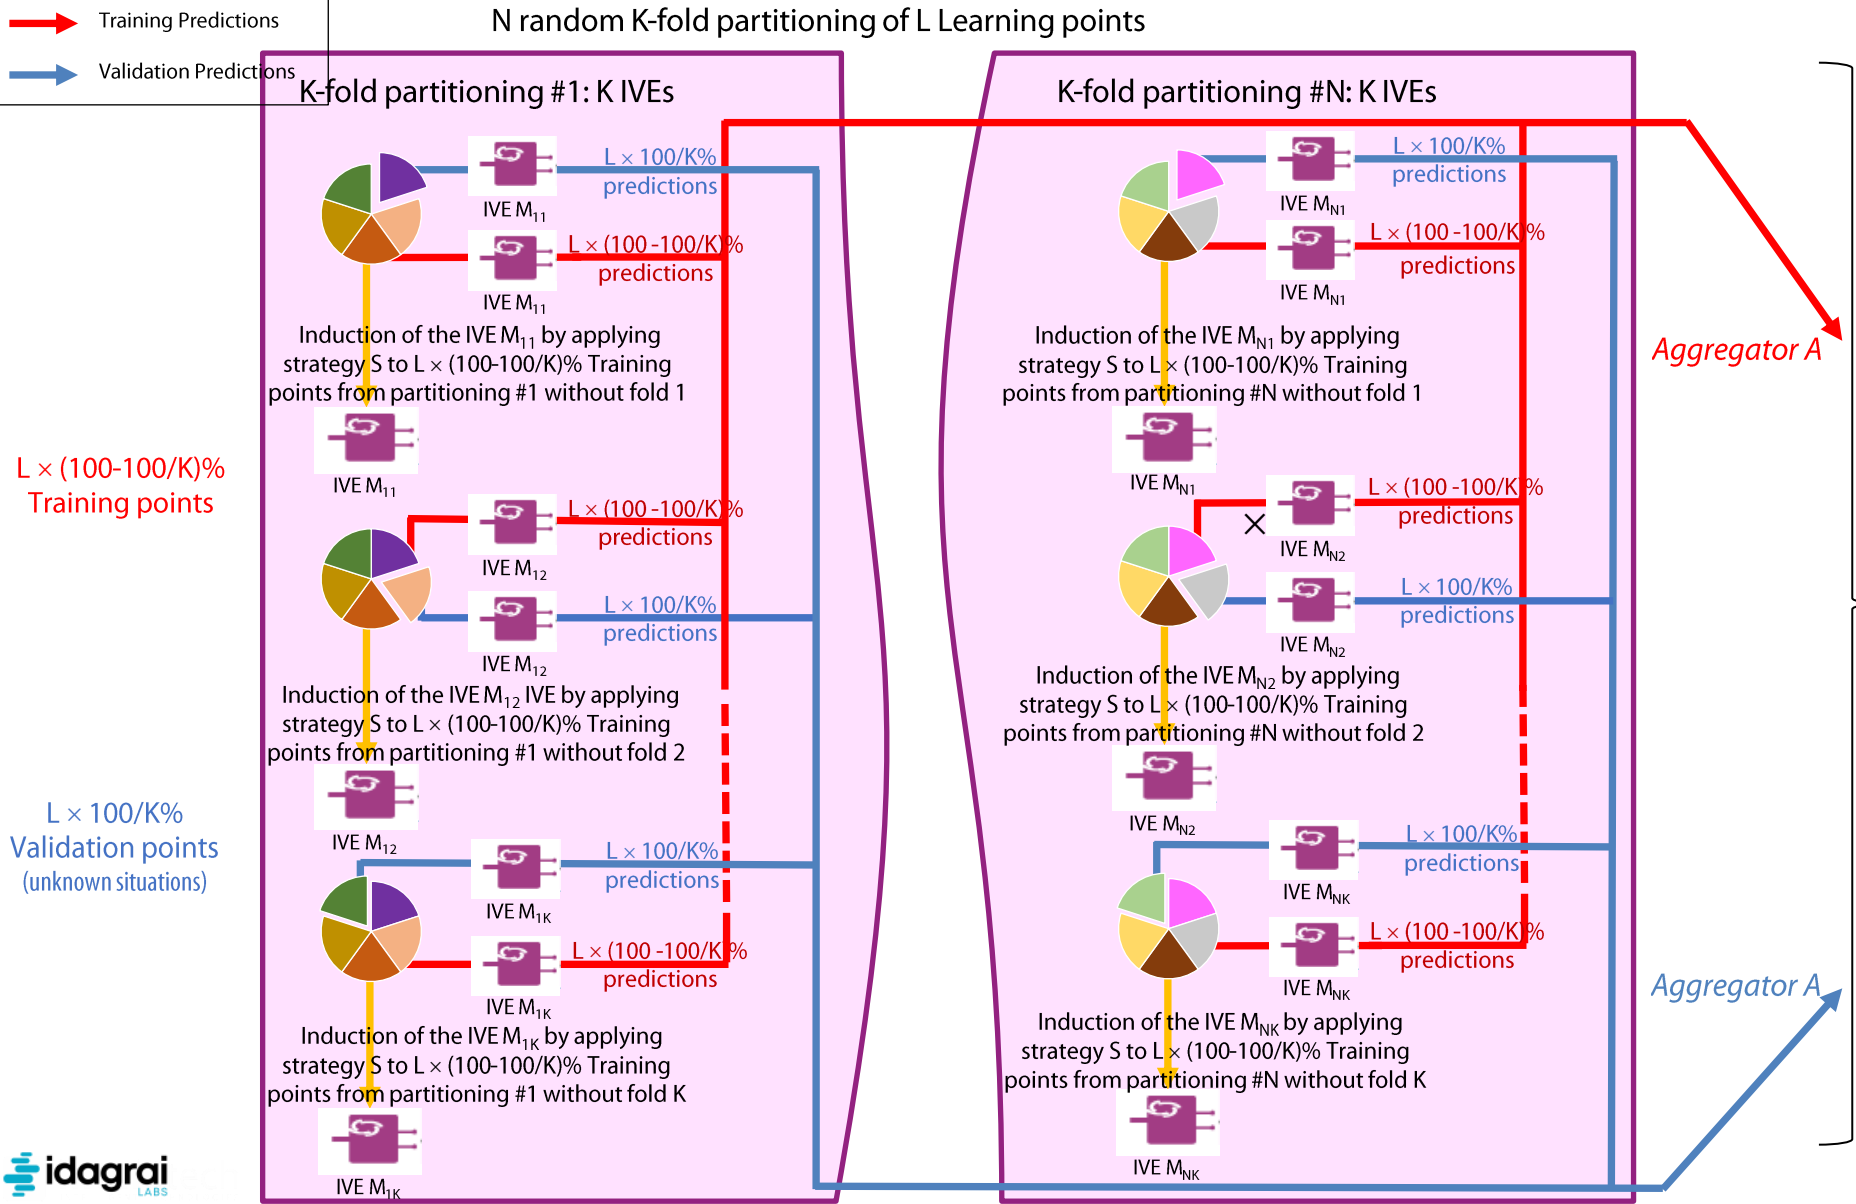 Training Predictions
Validation Predictions
N random K-fold partitioning of L Learning points
K-fold partitioning #1: K IVEs
L × 100/K%
predictions
IVE M11
L × (100 -100/K)%
predictions
IVE M11
Induction of the IVE M11 by applying
strategy S to L × (100-100/K)% Training
points from partitioning #1 without fold 1
IVE M11
L × (100 -100/K)%
predictions
IVE M12
L × 100/K%
predictions
IVE M12
Induction of the IVE M12 IVE by applying
strategy S to L × (100-100/K)% Training
points from partitioning #1 without fold 2
IVE M12
L × 100/K%
predictions
IVE M1K
L × (100 -100/K)%
predictions
IVE M1K
Induction of the IVE M1K by applying
strategy S to L × (100-100/K)% Training
points from partitioning #1 without fold K
IVE M1K
K-fold partitioning #N: K IVEs
L × 100/K%
predictions
IVE MN1
L × (100 -100/K)%
predictions
IVE MN1
Induction of the IVE MN1 by applying
strategy S to L × (100-100/K)% Training
points from partitioning #N without fold 1
IVE MN1
L × (100 -100/K)%
predictions
×
IVE MN2
L × 100/K%
predictions
IVE MN2
Induction of the IVE MN2 by applying
strategy S to L × (100-100/K)% Training
points from partitioning #N without fold 2
IVE MN2
L × 100/K%
predictions
IVE MNK
L × (100 -100/K)%
predictions
IVE MNK
Induction of the IVE MNK by applying
strategy S to L × (100-100/K)% Training
points from partitioning #N without fold K
IVE MNK
L × (100-100/K)%
Training points
L × 100/K%
Validation points
(unknown situations)
Aggregator A
Aggregator A
idagrai
LABS